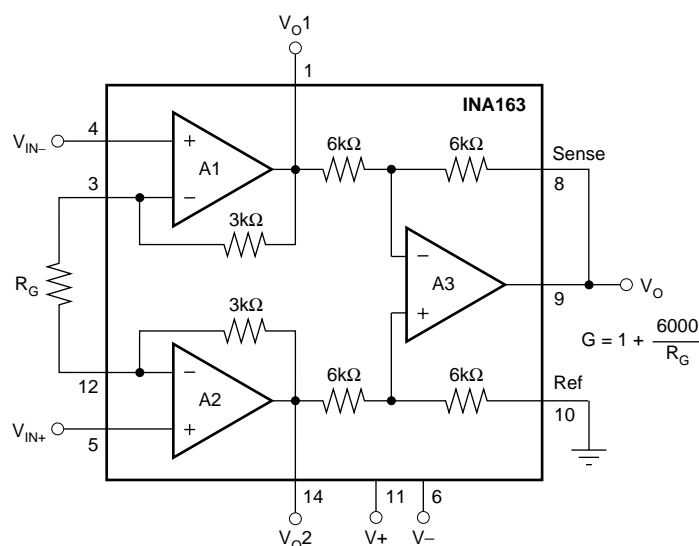 VO1
1
INA163
4
VIN–
A1
+
–
6kΩ
6kΩ
Sense
8
3
3kΩ
RG
–
A3
+
9
VO
G = 1 + 6000
RG
3kΩ
12
–
A2
+
6kΩ
6kΩ
Ref
10
VIN+
5
14
11
6
VO2
V+
V–